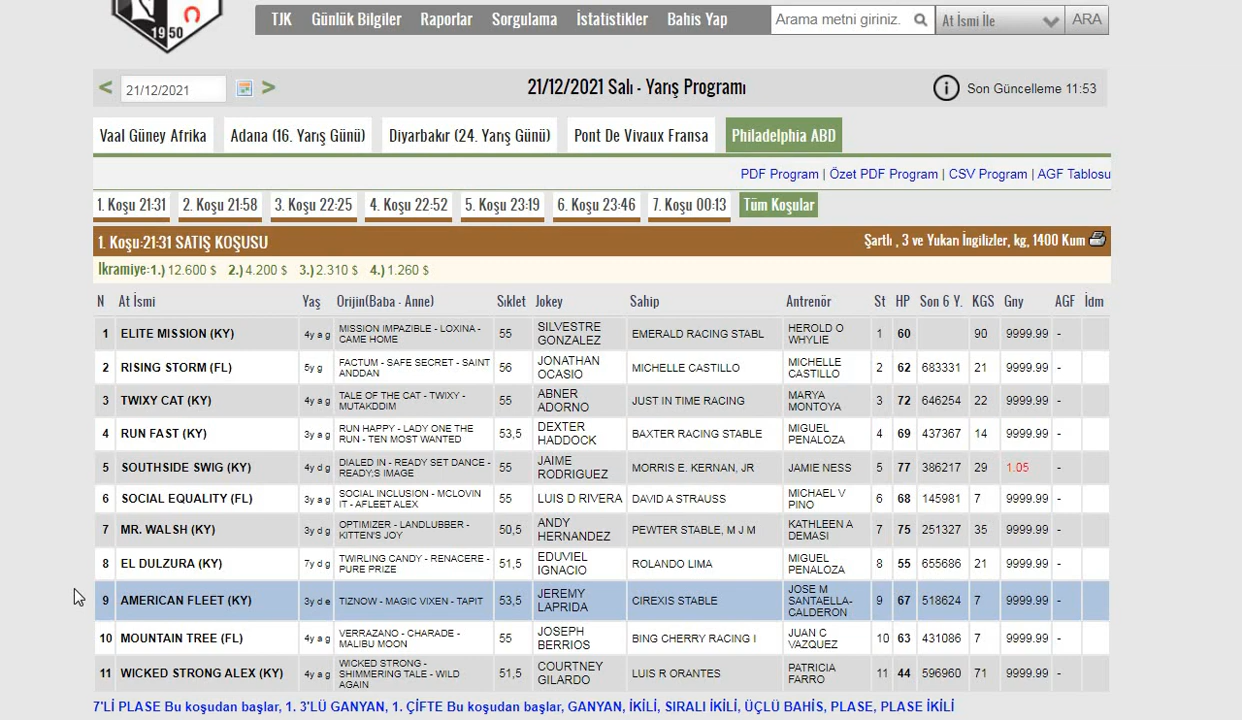 1950
TJK Günlük Bilgiler Raporlar Sorgulama İstatistikler Bahis Yap Arama metni giriniz. At İsmi İle ARA
< 21/12/2021 > 21/12/2021 Salı - Yarış Programı i Son Güncelleme 11:53
Vaal Güney Afrika Adana (16. Yarış Günü) Diyarbakır (24. Yarış Günü) Pont De Vivaux Fransa Philadelphia ABD
PDF Program | Özet PDF Program | CSV Program | AGF Tablosu
1. Koşu 21:31 2. Koşu 21:58 3. Koşu 22:25 4. Koşu 22:52 5. Koşu 23:19 6. Koşu 23:46 7. Koşu 00:13 Tüm Koşular
1. Koşu:21:31 SATIŞ KOŞUSU Şartlı , 3 ve Yukarı İngilizler, kg, 1400 Kum
İkramiye:1.) 12.600 $ 2.) 4.200 $ 3.) 2.310 $ 4.) 1.260 $
N At İsmi Yaş Orijin(Baba - Anne) Sıklet Jokey Sahip Antrenör St HP Son 6 Y. KGS Gny AGF İdm
1 ELITE MISSION (KY) 4y a g MISSION IMPAZIBLE - LOXINA - CAME HOME 55 SILVESTRE GONZALEZ EMERALD RACING STABL HEROLD O WHYLIE 1 60 90 9999.99 -
2 RISING STORM (FL) 5y g FACTUM - SAFE SECRET - SAINT ANDDAN 56 JONATHAN OCASIO MICHELLE CASTILLO MICHELLE CASTILLO 2 62 683331 21 9999.99 -
3 TWIXY CAT (KY) 4y a g TALE OF THE CAT - TWIXY - MUTAKDDIM 55 ABNER ADORNO JUST IN TIME RACING MARYA MONTOYA 3 72 646254 22 9999.99 -
4 RUN FAST (KY) 3y a g RUN HAPPY - LADY ONE THE RUN - TEN MOST WANTED 53,5 DEXTER HADDOCK BAXTER RACING STABLE MIGUEL PENALOZA 4 69 437367 14 9999.99 -
5 SOUTHSIDE SWIG (KY) 4y d g DIALED IN - READY SET DANCE - READY;S IMAGE 55 JAIME RODRIGUEZ MORRIS E. KERNAN, JR JAMIE NESS 5 77 386217 29 1.05 -
6 SOCIAL EQUALITY (FL) 3y a g SOCIAL INCLUSION - MCLOVIN IT - AFLEET ALEX 55 LUIS D RIVERA DAVID A STRAUSS MICHAEL V PINO 6 68 145981 7 9999.99 -
7 MR. WALSH (KY) 3y d g OPTIMIZER - LANDLUBBER - KITTEN'S JOY 50,5 ANDY HERNANDEZ PEWTER STABLE, M J M KATHLEEN A DEMASI 7 75 251327 35 9999.99 -
8 EL DULZURA (KY) 7y d g TWIRLING CANDY - RENACERE - PURE PRIZE 51,5 EDUVIEL IGNACIO ROLANDO LIMA MIGUEL PENALOZA 8 55 655686 21 9999.99 -
9 AMERICAN FLEET (KY) 3y d e TIZNOW - MAGIC VIXEN - TAPIT 53,5 JEREMY LAPRIDA CIREXIS STABLE JOSE M SANTAELLA-CALDERON 9 67 518624 7 9999.99 -
10 MOUNTAIN TREE (FL) 4y a g VERRAZANO - CHARADE - MALIBU MOON 55 JOSEPH BERRIOS BING CHERRY RACING I JUAN C VAZQUEZ 10 63 431086 7 9999.99 -
11 WICKED STRONG ALEX (KY) 4y a g WICKED STRONG - SHIMMERING TALE - WILD AGAIN 51,5 COURTNEY GILARDO LUIS R ORANTES PATRICIA FARRO 11 44 596960 71 9999.99 -
7'Lİ PLASE Bu koşudan başlar, 1. 3'LÜ GANYAN, 1. ÇİFTE Bu koşudan başlar, GANYAN, İKİLİ, SIRALI İKİLİ, ÜÇLÜ BAHİS, PLASE, PLASE İKİLİ